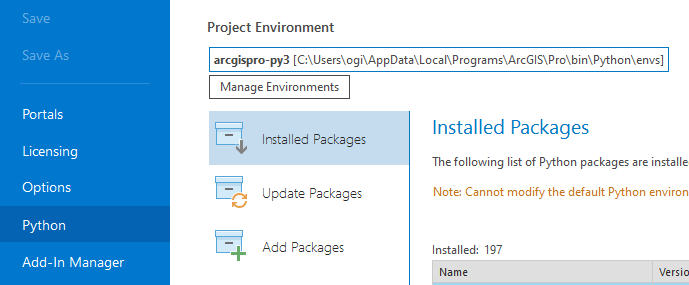 Save
Save As
Portals
Licensing
Options
Python
Add-In Manager
Project Environment
arcgispro-py3 [C:\Users\ogi\AppData\Local\Programs\ArcGIS\Pro\bin\Python\envs]
Manage Environments
Installed Packages
Update Packages
Add Packages
Installed Packages
The following list of Python packages are installe
Note: Cannot modify the default Python environ
Installed: 197
Name Versio